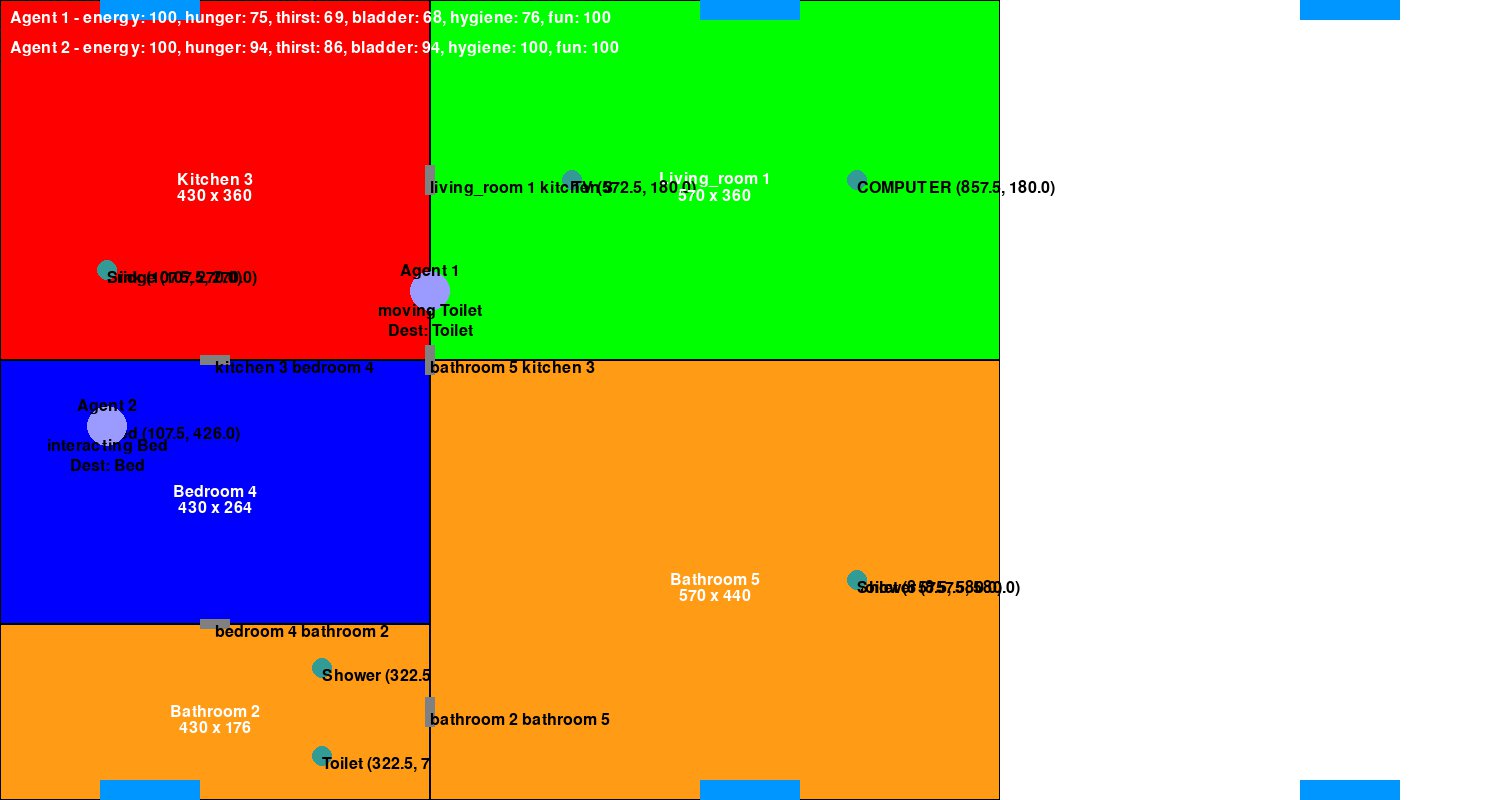 Agent 1 - energy: 100, hunger: 75, thirst: 69, bladder: 68, hygiene: 76, fun: 100
Agent 2 - energy: 100, hunger: 94, thirst: 86, bladder: 94, hygiene: 100, fun: 100
Kitchen 3
430 x 360
living_room 1
Living_room 1
570 x 360
COMPUTER (857.5, 180.0)
Agent 1
moving Toilet
Dest: Toilet
kitchen 3 bedroom 4
bathroom 5 kitchen 3
Agent 2
(107.5, 426.0)
interacting Bed
Dest: Bed
Bedroom 4
430 x 264
Bathroom 5
570 x 440
bedroom 4 bathroom 2
Shower (322.5
Bathroom 2
430 x 176
bathroom 2 bathroom 5
Toilet (322.5, 7